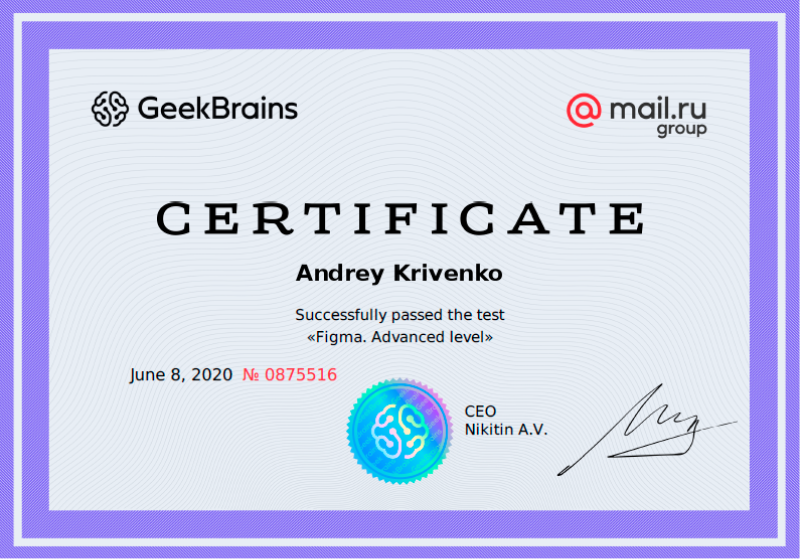 GeekBrains
@mail.ru
group
CERTIFICATE
Andrey Krivenko
Successfully passed the test
«Figma. Advanced level»
June 8, 2020 № 0875516
CEO
Nikitin A.V.